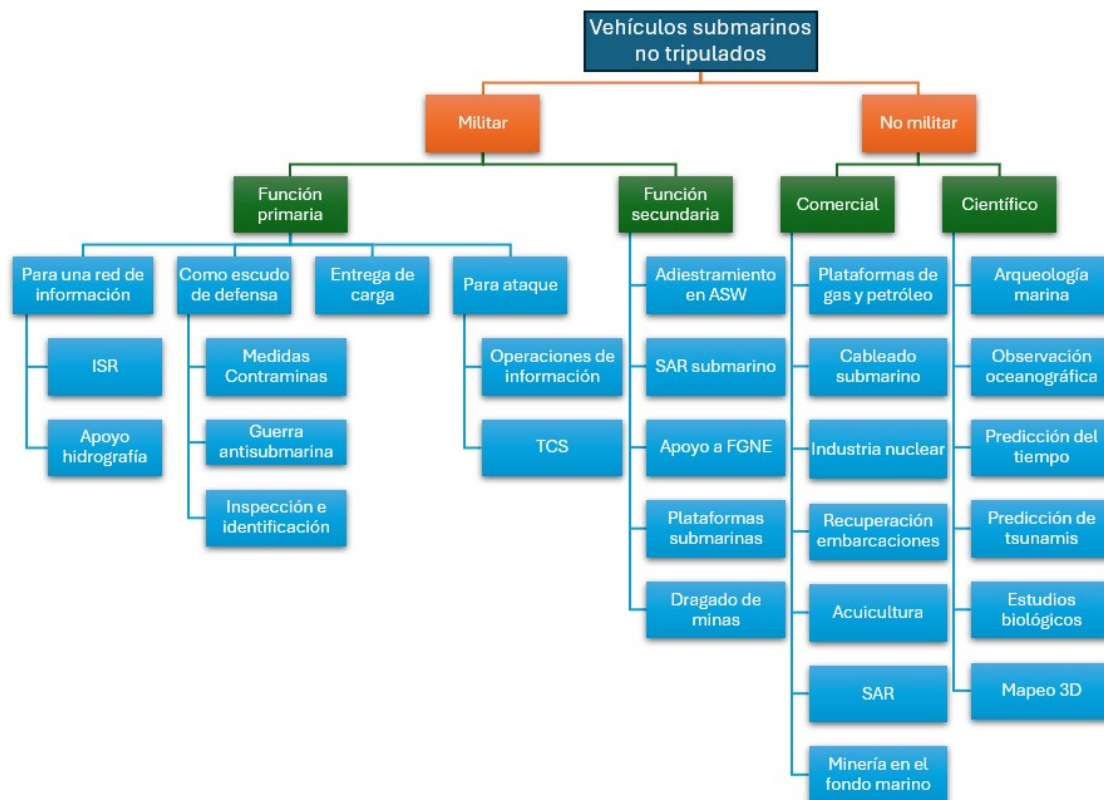 Vehículos submarinos
no tripulados
Militar
No militar
Función
primaria
Función
secundaria
Comercial
Científico
Para una red de
información
Como escudo
de defensa
Entrega de
carga
Para ataque
Adiestramiento
en ASW
Plataformas de
gas y petróleo
Arqueología
marina
ISR
Medidas
Contraminas
Operaciones de
información
SAR submarino
Cableado
submarino
Observación
oceanográfica
Apoyo
hidrografía
Guerra
antisubmarina
TCS
Apoyo a FGNE
Industria nuclear
Predicción del
tiempo
Inspección e
identificación
Plataformas
submarinas
Recuperación
embarcaciones
Predicción de
tsunamis
Dragado de
minas
Acuicultura
Estudios
biológicos
SAR
Mapeo 3D
Minería en el
fondo marino